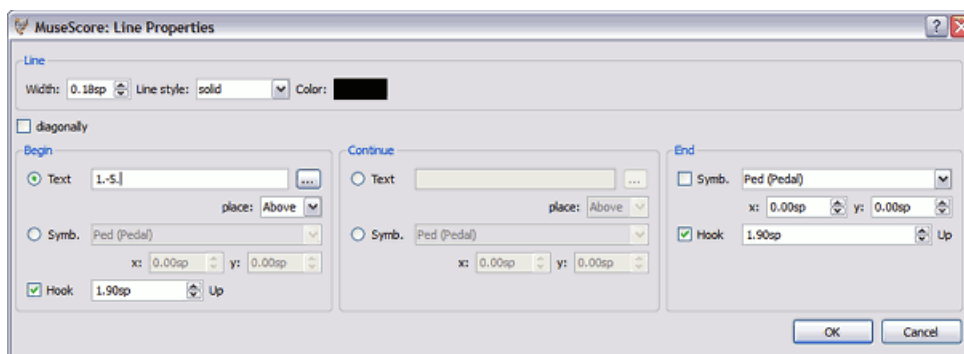 MuseScore: Line Properties
Line
Width: 0.18sp Line style: solid Color:
diagonally
Begin
Text 1.-5.
...
place: Above
Symb. Ped (Pedal)
x: 0.00sp y: 0.00sp
Hook 1.90sp Up
Continue
Text
...
place: Above
Symb. Ped (Pedal)
x: 0.00sp y: 0.00sp
End
Symb. Ped (Pedal)
x: 0.00sp y: 0.00sp
Hook 1.90sp Up
OK Cancel